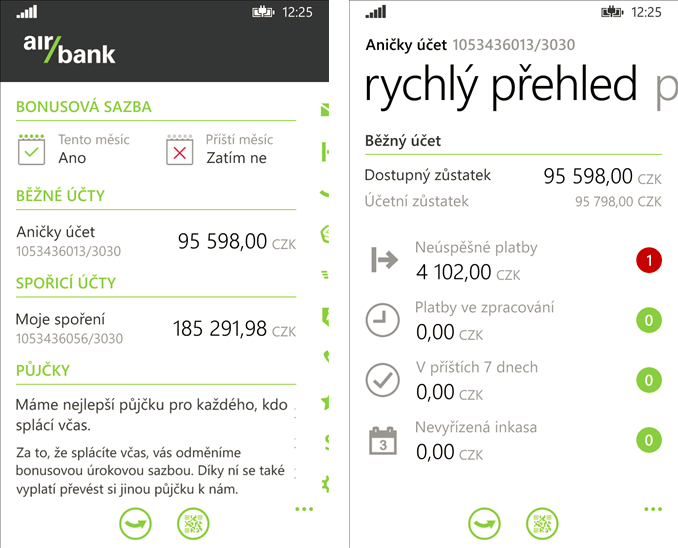 12:25
air bank
BONUSOVÁ SAZBA
Tento měsíc
Ano
Příští měsíc
Zatím ne
BĚŽNÉ ÚČTY
Aničky účet
1053436013/3030
95 598,00 CZK
SPOŘICÍ ÚČTY
Moje spoření
1053436056/3030
185 291,98 CZK
PŮJČKY
Máme nejlepší půjčku pro každého, kdo
splácí včas.
Za to, že splácíte včas, vás odměníme
bonusovou úrokovou sazbou. Díky ní se také
vyplatí převést si jinou půjčku k nám.
12:25
Aničky účet 1053436013/3030
rychlý přehled p
Běžný účet
Dostupný zůstatek 95 598,00 CZK
Účetní zůstatek 95 798,00 CZK
Neúspěšné platby
4 102,00 CZK
1
Platby ve zpracování
0,00 CZK
0
V příštích 7 dnech
0,00 CZK
0
3
Nevyřízená inkasa
0,00 CZK
0